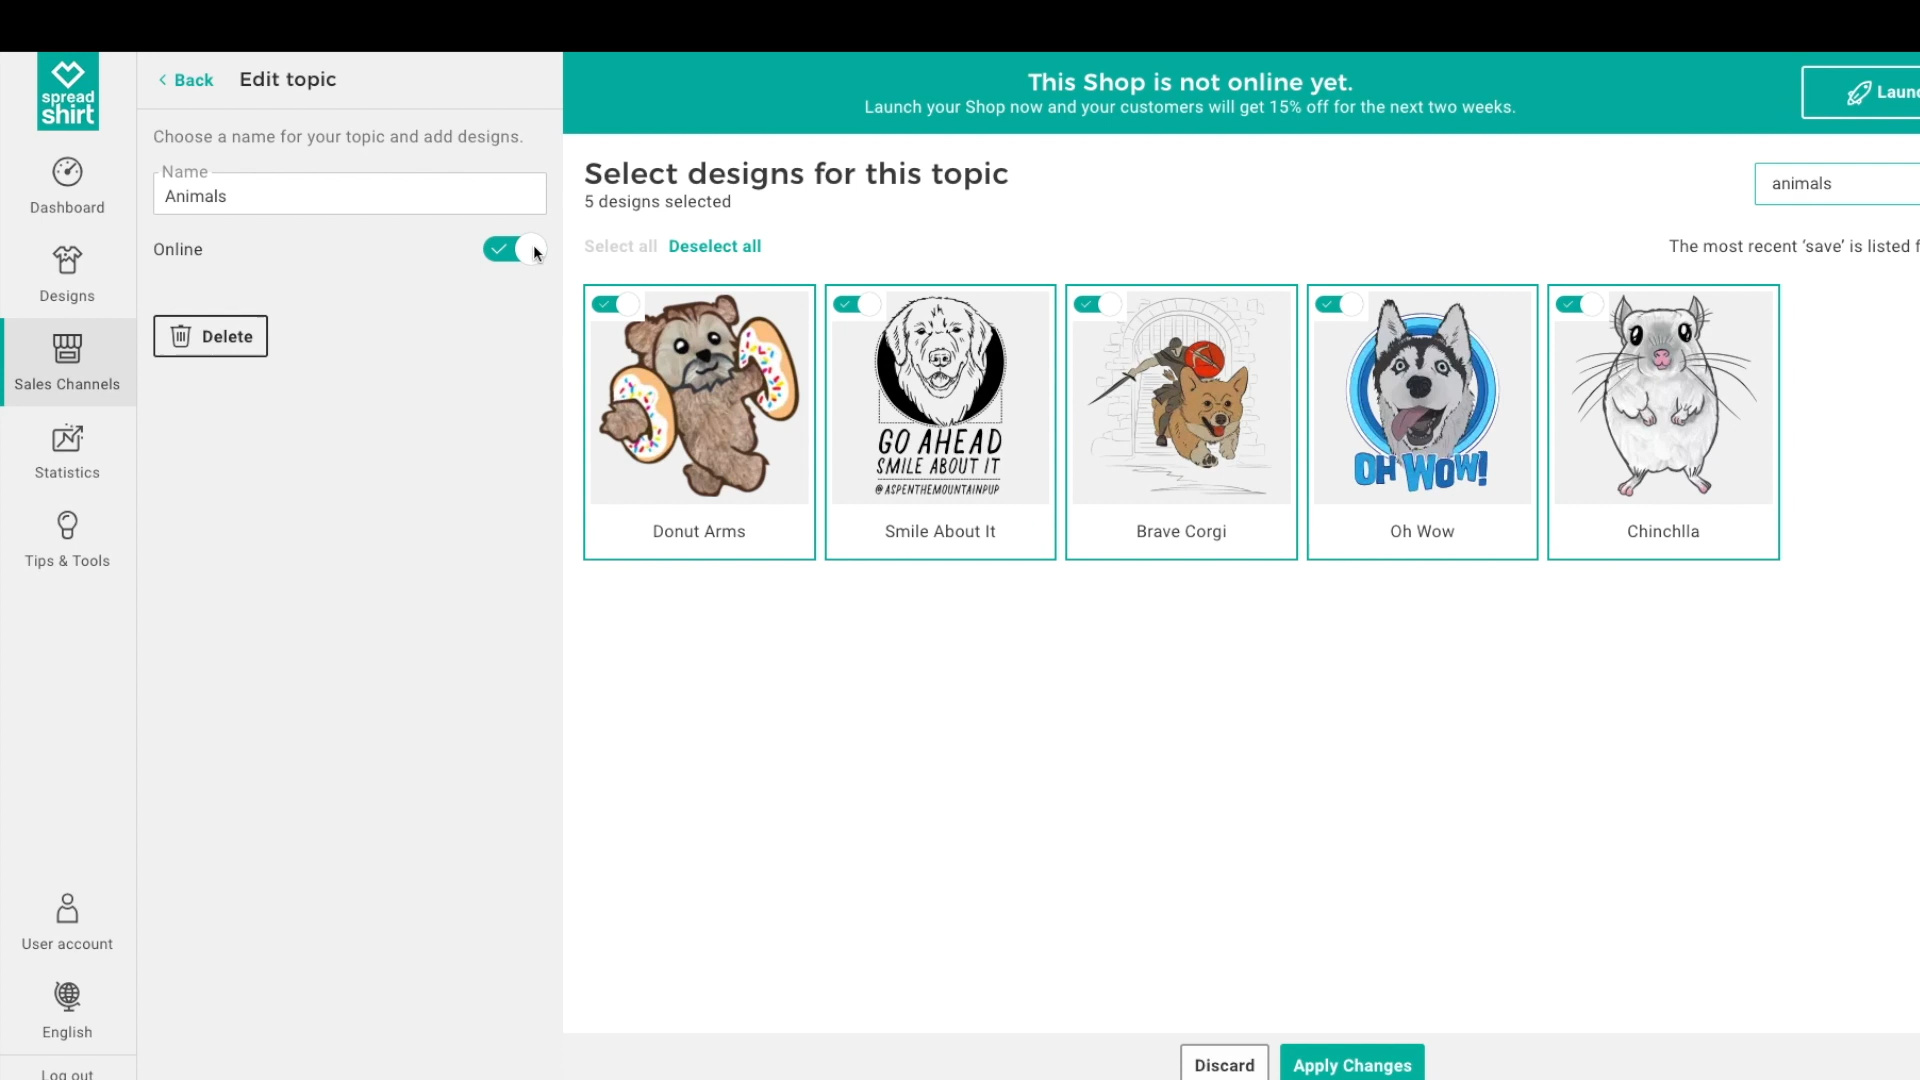 spread
shirt
Dashboard
Designs
Sales Channels
Statistics
Tips & Tools
User account
English
Log out
Back
Edit topic
Choose a name for your topic and add designs.
Name
Animals
Online
Delete
This Shop is not online yet.
Launch your Shop now and your customers will get 15% off for the next two weeks.
Select designs for this topic
5 designs selected
animals
Select all Deselect all
The most recent ‘save’ is listed
GO AHEAD
SMILE ABOUT IT
@ASPENTHEMOUNTAINPUP
OH WOW!
Donut Arms
Smile About It
Brave Corgi
Oh Wow
Chinchlla
Discard
Apply Changes